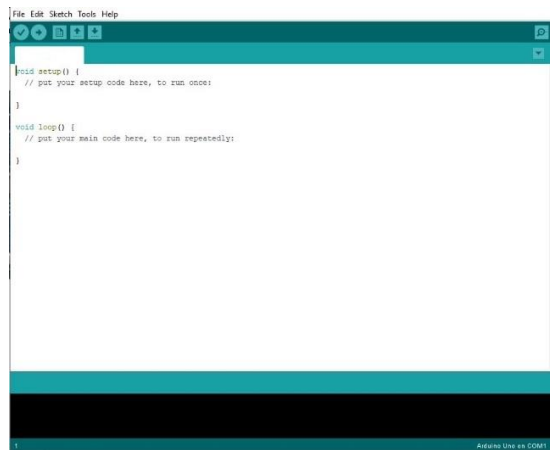 File Edit Sketch Tools Help
void setup() {
// put your setup code here, to run once:
}
void loop() {
// put your main code here, to run repeatedly:
}
1
Arduino Uno on COM1